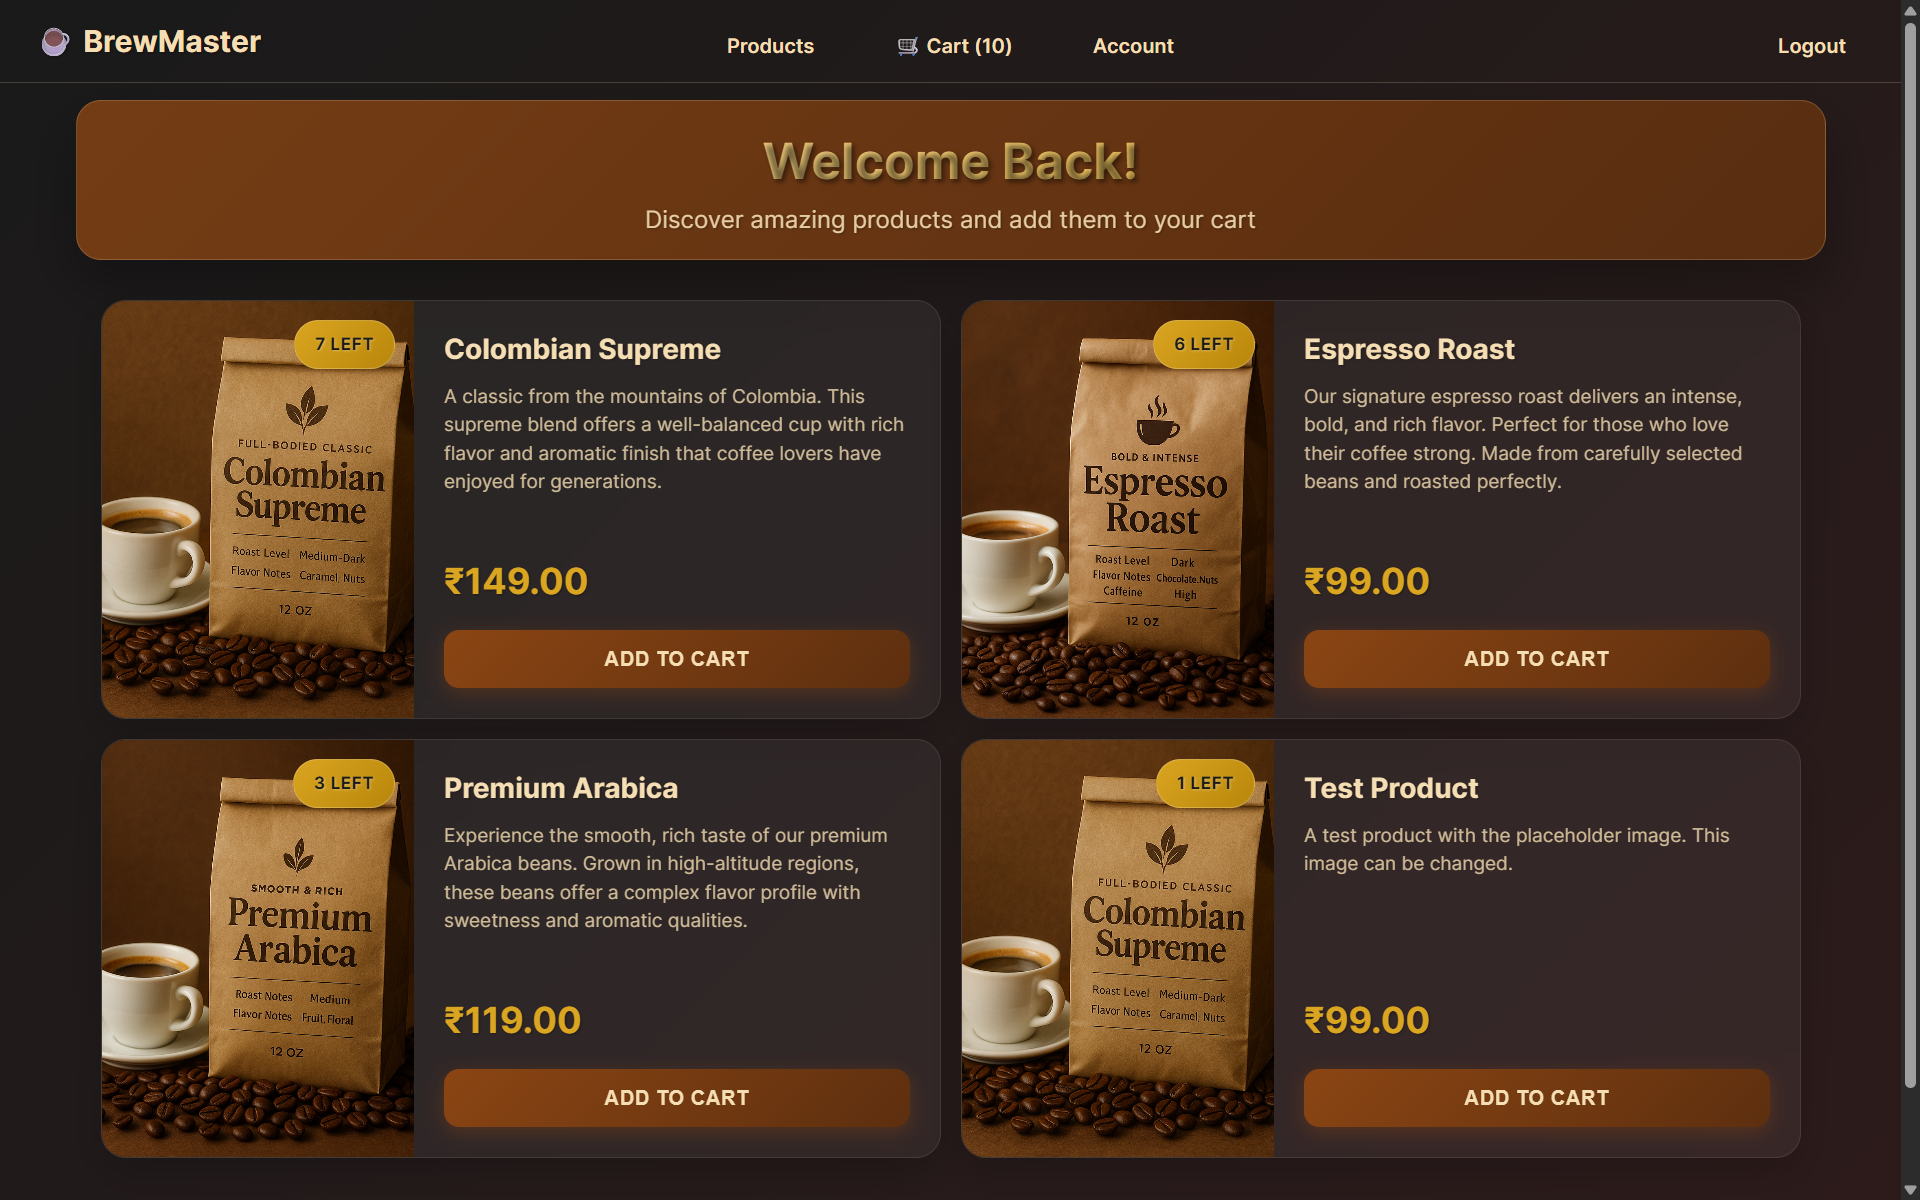 BrewMaster
Products
Cart (10)
Account
Logout
Welcome Back!
Discover amazing products and add them to your cart
7 LEFT
FULL-BODIED CLASSIC
Colombian
Supreme
Roast Level Medium-Dark
Flavor Notes Caramel, Nuts
12 OZ
Colombian Supreme
A classic from the mountains of Colombia. This
supreme blend offers a well-balanced cup with rich
flavor and aromatic finish that coffee lovers have
enjoyed for generations.
₹149.00
ADD TO CART
6 LEFT
BOLD & INTENSE
Espresso
Roast
Roast Level Dark
Flavor Notes Chocolate.Nuts
Caffeine High
12 OZ
Espresso Roast
Our signature espresso roast delivers an intense,
bold, and rich flavor. Perfect for those who love
their coffee strong. Made from carefully selected
beans and roasted perfectly.
₹99.00
ADD TO CART
3 LEFT
SMOOTH & RICH
Premium
Arabica
Roast Notes Medium
Flavor Notes Fruit, Floral
12 OZ
Premium Arabica
Experience the smooth, rich taste of our premium
Arabica beans. Grown in high-altitude regions,
these beans offer a complex flavor profile with
sweetness and aromatic qualities.
₹119.00
ADD TO CART
1 LEFT
FULL-BODIED CLASSIC
Colombian
Supreme
Roast Level Medium-Dark
Flavor Notes Caramel, Nuts
12 OZ
Test Product
A test product with the placeholder image. This
image can be changed.
₹99.00
ADD TO CART